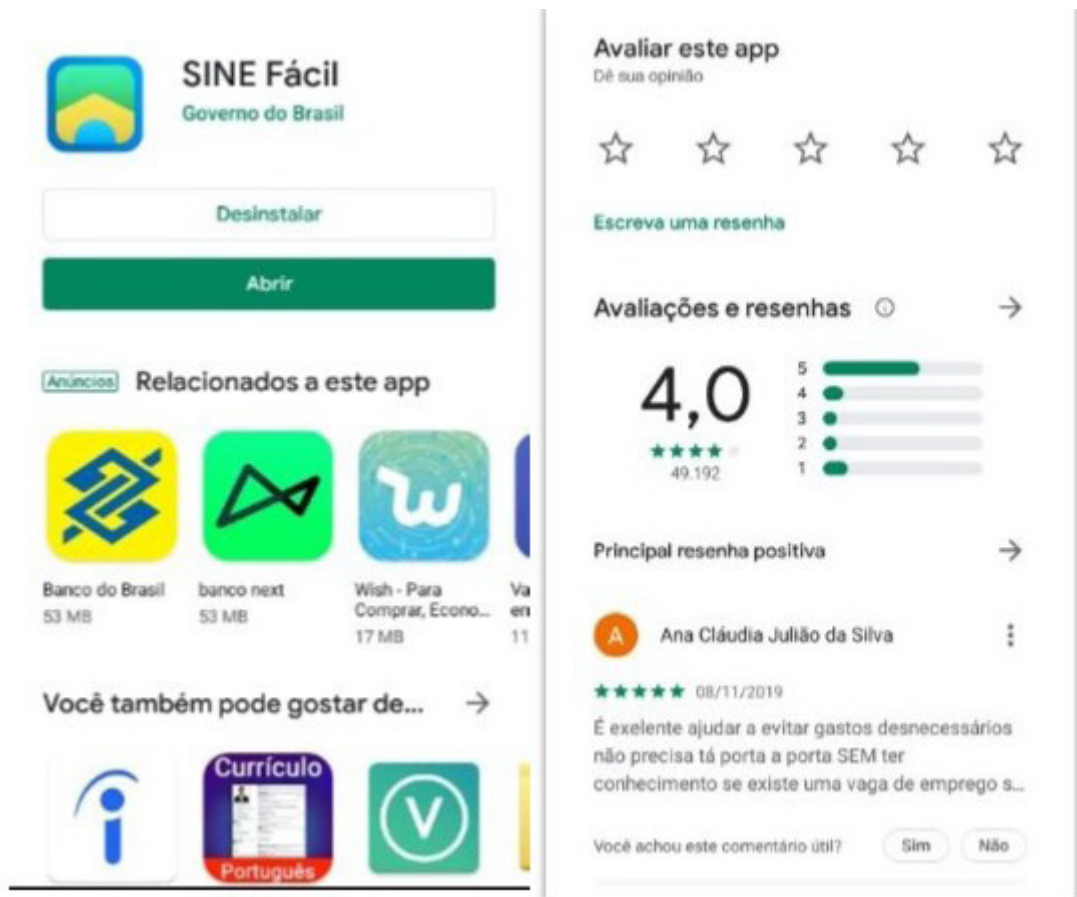 SINE Fácil
Governo do Brasil
Desinstalar
Abrir
Anúncios Relacionados a este app
Banco do Brasil
53 MB
banco next
53 MB
Wish - Para
Comprar, Econo...
17 MB
Va
en
11
Você também pode gostar de...
Currículo
Português
V
Avaliar este app
Dê sua opinião
Escreva uma resenha
Avaliações e resenhas
4,0
49.192
5
4
3
2
1
Principal resenha positiva
A Ana Cláudia Julião da Silva
08/11/2019
É exelente ajudar a evitar gastos desnecessários
não precisa tá porta a porta SEM ter
conhecimento se existe uma vaga de emprego s...
Você achou este comentário útil? Sim Não